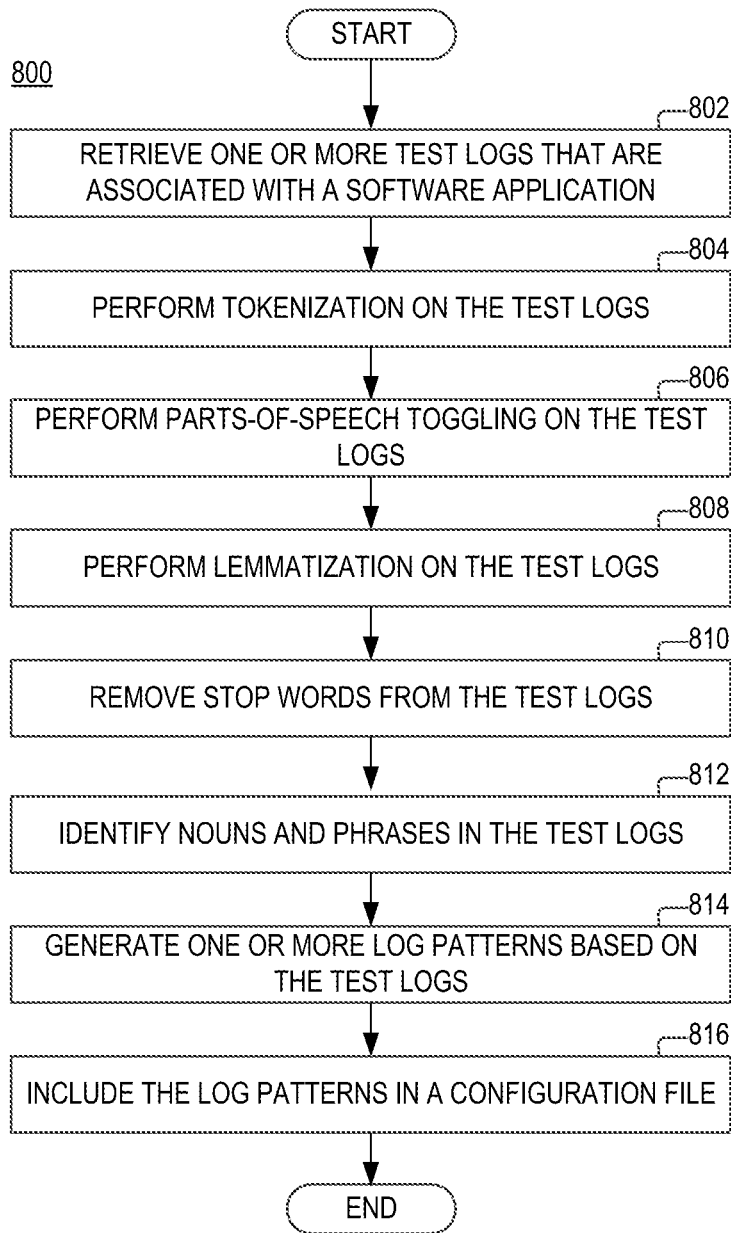 START
800
802
RETRIEVE ONE OR MORE TEST LOGS THAT ARE
ASSOCIATED WITH A SOFTWARE APPLICATION
804
PERFORM TOKENIZATION ON THE TEST LOGS
806
PERFORM PARTS-OF-SPEECH TOGGLING ON THE TEST
LOGS
808
PERFORM LEMMATIZATION ON THE TEST LOGS
810
REMOVE STOP WORDS FROM THE TEST LOGS
812
IDENTIFY NOUNS AND PHRASES IN THE TEST LOGS
814
GENERATE ONE OR MORE LOG PATTERNS BASED ON
THE TEST LOGS
816
INCLUDE THE LOG PATTERNS IN A CONFIGURATION FILE
END